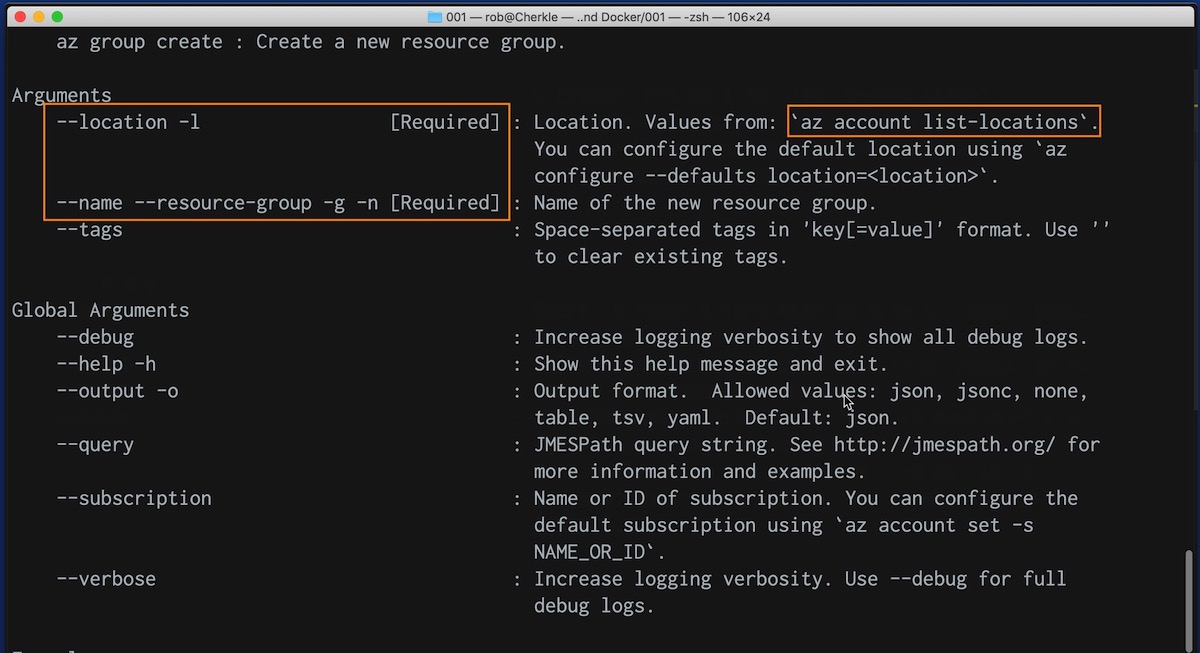 001 — rob@Cherkle — ..nd Docker/001 — -zsh — 106×24
az group create : Create a new resource group.
Arguments
--location -l [Required] : Location. Values from: `az account list-locations`.
You can configure the default location using `az
configure --defaults location=<location>`.
--name --resource-group -g -n [Required] : Name of the new resource group.
--tags : Space-separated tags in 'key[=value]' format. Use ''
to clear existing tags.
Global Arguments
--debug : Increase logging verbosity to show all debug logs.
--help -h : Show this help message and exit.
--output -o : Output format.  Allowed values: json, jsonc, none,
table, tsv, yaml.  Default: json.
--query : JMESPath query string. See http://jmespath.org/ for
more information and examples.
--subscription : Name or ID of subscription. You can configure the
default subscription using `az account set -s
NAME_OR_ID`.
--verbose : Increase logging verbosity. Use --debug for full
debug logs.